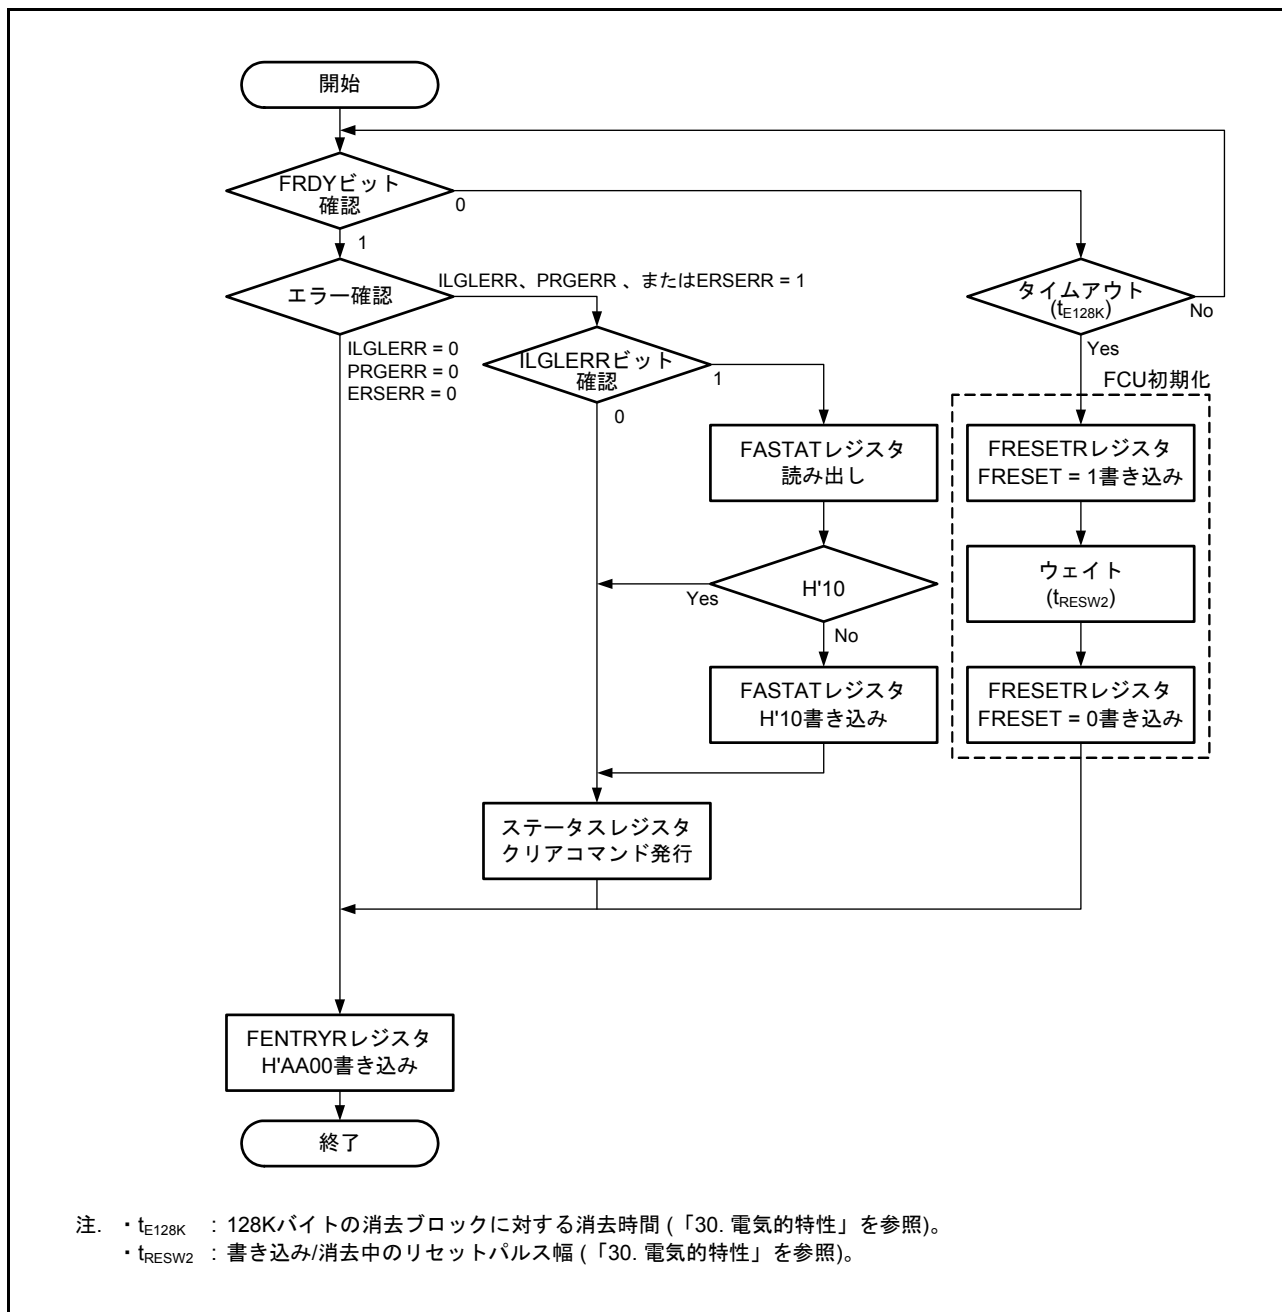 開始
FRDYビット
確認
0
1
エラー確認
ILGLERR、PRGERR 、またはERSERR = 1
タイムアウト
(tE128K)
No
Yes
ILGLERR = 0
PRGERR = 0
ERSERR = 0
ILGLERRビット
確認
1
0
FCU初期化
FASTATレジスタ
読み出し
FRESETRレジスタ
FRESET = 1書き込み
H'10
Yes
No
ウェイト
(tRESW2)
FASTATレジスタ
H'10書き込み
FRESETRレジスタ
FRESET = 0書き込み
ステータスレジスタ
クリアコマンド発行
FENTRYRレジスタ
H'AA00書き込み
終了
注. ・tE128K : 128Kバイトの消去ブロックに対する消去時間 (「30. 電気的特性」を参照)。
・tRESW2 : 書き込み/消去中のリセットパルス幅 (「30. 電気的特性」を参照)。